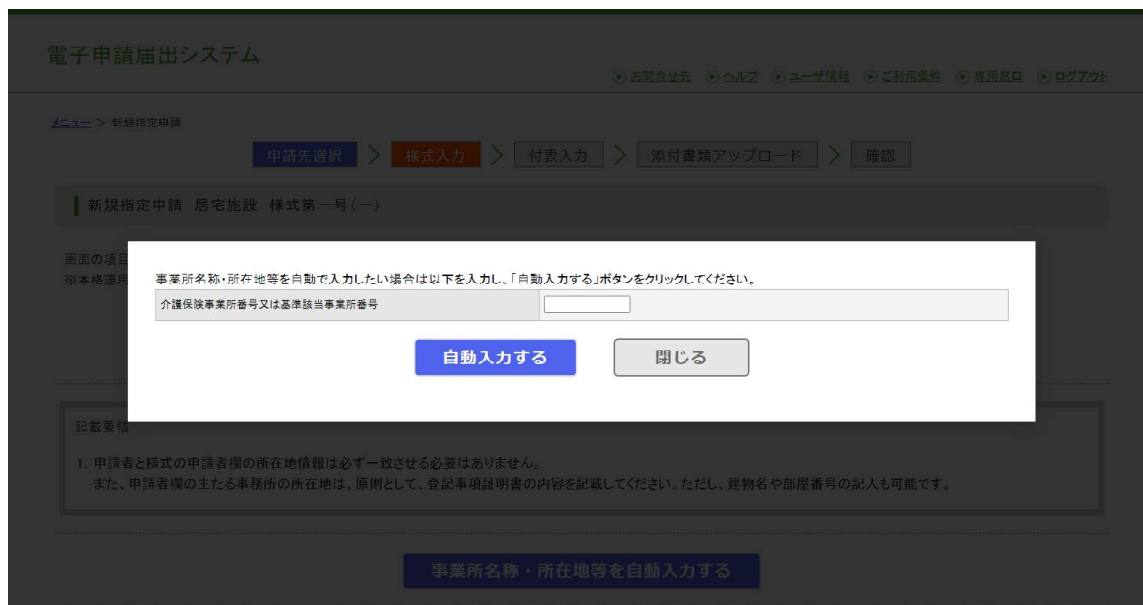 電子申請届出システム
お問合せ先 ヘルプ ユーザ情報 ご利用条件 専用窓口 ログアウト
メニュー > 新規指定申請
申請先選択 > 様式入力 > 付表入力 > 添付書類アップロード > 確認
新規指定申請 居宅施設 様式第一号(一)
画面の項目
※本格運用
事業所名称・所在地等を自動で入力したい場合は以下を入力し、「自動入力する」ボタンをクリックしてください。
介護保険事業所番号又は基準該当事業所番号
自動入力する 閉じる
記載要領
1. 申請者と様式の申請者欄の所在地情報は必ず一致させる必要はありません。
また、申請者欄の主たる事務所の所在地は、原則として、登記事項証明書の内容を記載してください。ただし、建物名や部屋番号の記入も可能です。
事業所名称・所在地等を自動入力する